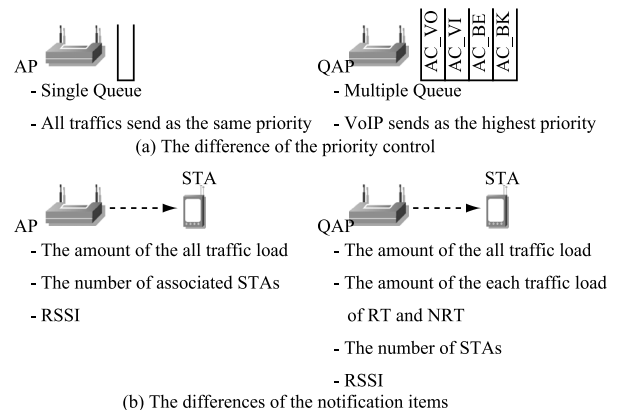 AP
- Single Queue
- All traffics send as the same priority
QAP
AC_VO
AC_VI
AC_BE
AC_BK
- Multiple Queue
- VoIP sends as the highest priority
(a) The difference of the priority control
STA
AP
- The amount of the all traffic load
- The number of associated STAs
- RSSI
STA
QAP
- The amount of the all traffic load
- The amount of the each traffic load
of RT and NRT
- The number of STAs
- RSSI
(b) The differences of the notification items